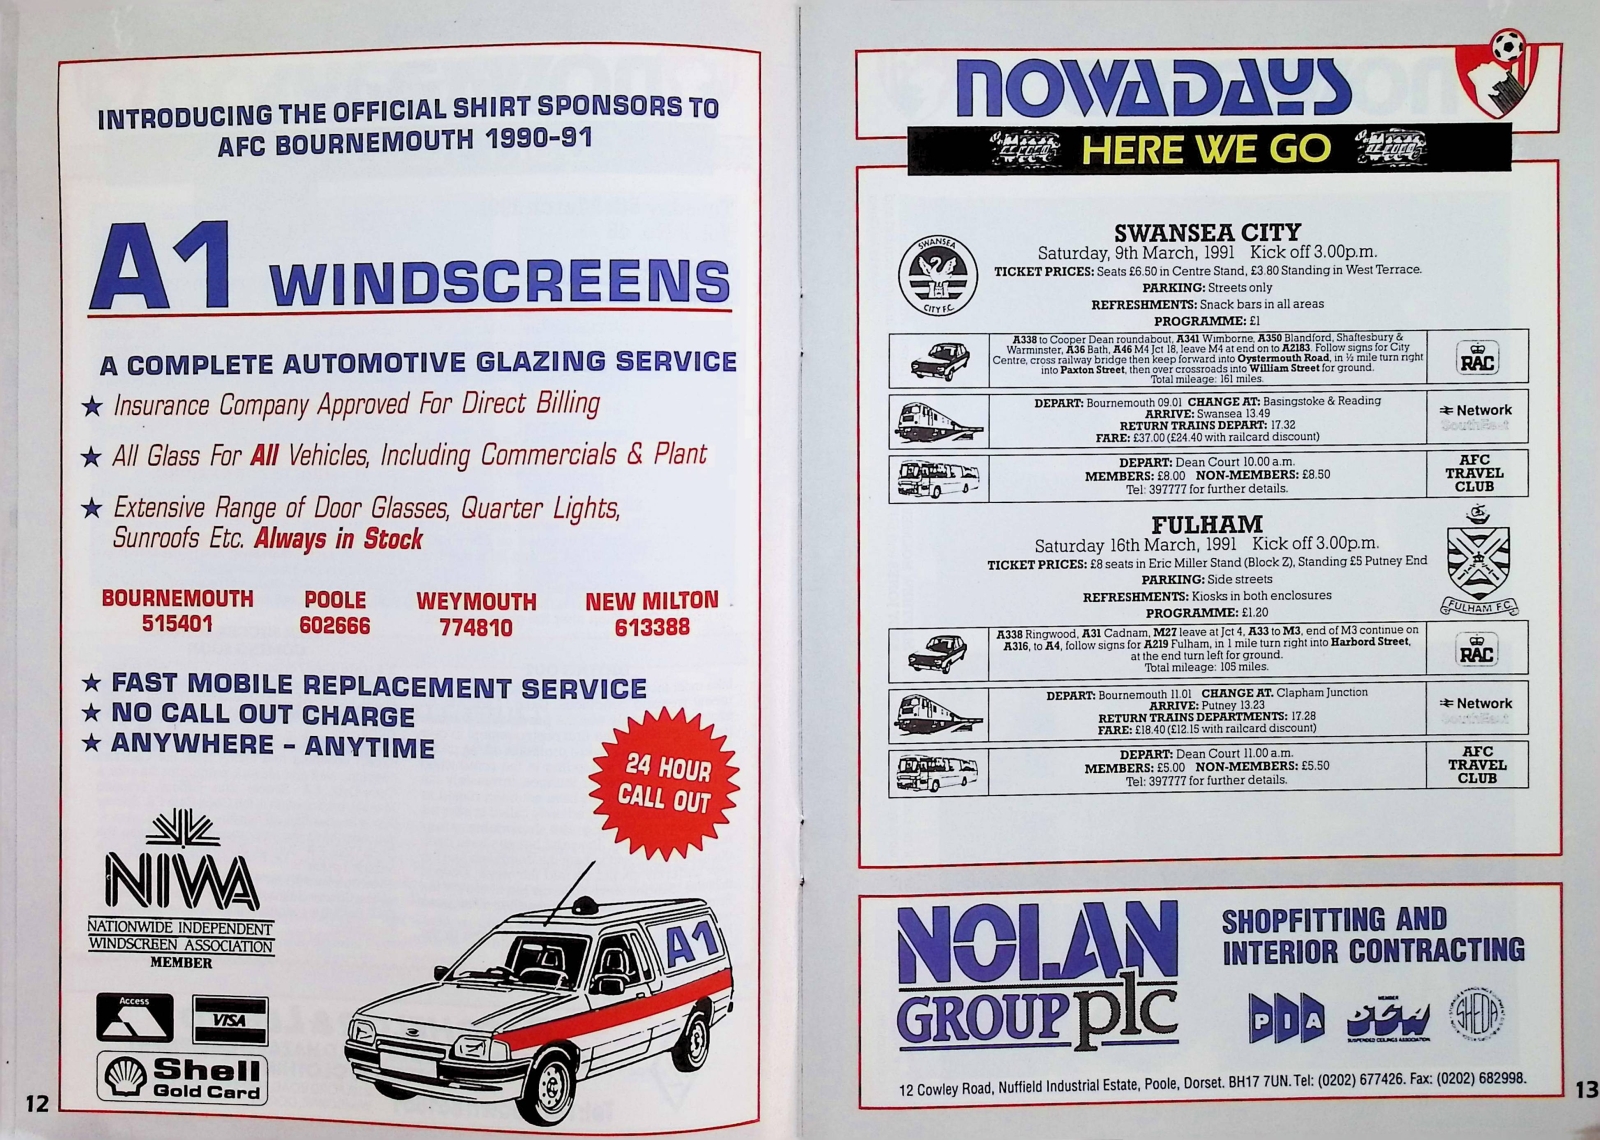 INTRODUCING THE OFFICIAL SHIRT SPONSORS TO
AFC BOURNEMOUTH 1990-91
A1 WINDSCREENS
A COMPLETE AUTOMOTIVE GLAZING SERVICE
★ Insurance Company Approved For Direct Billing
★ All Glass For All Vehicles, Including Commercials & Plant
★ Extensive Range of Door Glasses, Quarter Lights,
Sunroofs Etc. Always in Stock
BOURNEMOUTH POOLE WEYMOUTH NEW MILTON
515401 602666 774810 613388
★ FAST MOBILE REPLACEMENT SERVICE
★ NO CALL OUT CHARGE
★ ANYWHERE - ANYTIME
24 HOUR
CALL OUT
NIWA
NATIONWIDE INDEPENDENT
WINDSCREEN ASSOCIATION
MEMBER
A1
Access
VISA
Shell
Gold Card
12
NOWADAYS
HERE WE GO
SWANSEA
CITY F.C.
SWANSEA CITY
Saturday, 9th March, 1991 Kick off 3.00p.m.
TICKET PRICES: Seats £6.50 in Centre Stand, £3.80 Standing in West Terrace.
PARKING: Streets only
REFRESHMENTS: Snack bars in all areas
PROGRAMME: £1
A338 to Cooper Dean roundabout, A341 Wimborne, A350 Blandford, Shaftesbury &
Warminster, A36 Bath, A46 M4 Jct 18, leave M4 at end on to A2183. Follow signs for City
Centre, cross railway bridge then keep forward into Oystermouth Road, in ½ mile turn right
into Paxton Street, then over crossroads into William Street for ground.
Total mileage: 161 miles.
RAC
DEPART: Bournemouth 09.01 CHANGE AT: Basingstoke & Reading
ARRIVE: Swansea 13.49
RETURN TRAINS DEPART: 17.32
FARE: £37.00 (£24.40 with railcard discount)
Network
SouthEast
DEPART: Dean Court 10.00 a.m.
MEMBERS: £8.00 NON-MEMBERS: £8.50
Tel: 397777 for further details.
AFC
TRAVEL
CLUB
FULHAM
Saturday 16th March, 1991 Kick off 3.00p.m.
TICKET PRICES: £8 seats in Eric Miller Stand (Block Z), Standing £5 Putney End
PARKING: Side streets
REFRESHMENTS: Kiosks in both enclosures
PROGRAMME: £1.20
FULHAM F.C.
A338 Ringwood, A31 Cadnam, M27 leave at Jct 4, A33 to M3, end of M3 continue on
A316, to A4, follow signs for A219 Fulham, in 1 mile turn right into Harbord Street,
at the end turn left for ground.
Total mileage: 105 miles.
RAC
DEPART: Bournemouth 11.01 CHANGE AT. Clapham Junction
ARRIVE: Putney 13.23
RETURN TRAINS DEPARTMENTS: 17.28
FARE: £18.40 (£12.15 with railcard discount)
Network
SouthEast
DEPART: Dean Court 11.00 a.m.
MEMBERS: £5.00 NON-MEMBERS: £5.50
Tel: 397777 for further details.
AFC
TRAVEL
CLUB
NOLAN
GROUP plc
SHOPFITTING AND
INTERIOR CONTRACTING
PDA
MEMBER
SCA
SUSPENDED CEILINGS ASSOCIATION
SHEDA
12 Cowley Road, Nuffield Industrial Estate, Poole, Dorset. BH17 7UN. Tel: (0202) 677426. Fax: (0202) 682998.
13